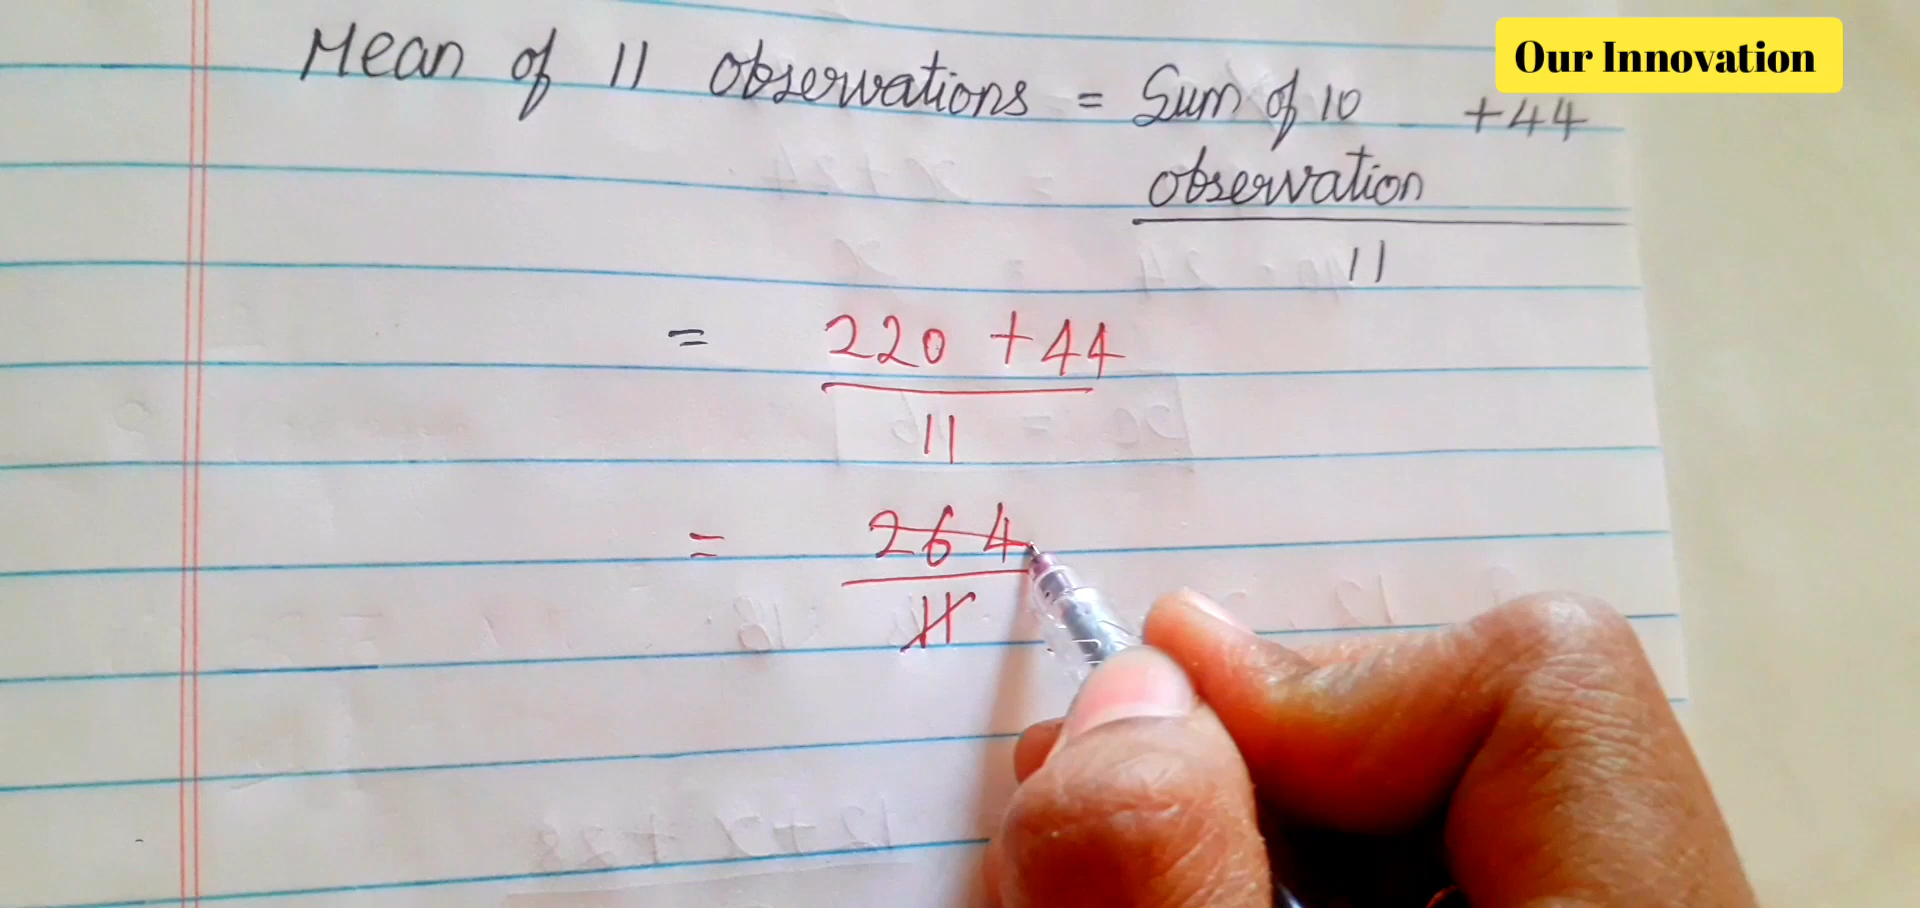 Our Innovation
Mean of 11 observations = Sum of 10 +44
observation
11
= 220 +44
11
= 264
11